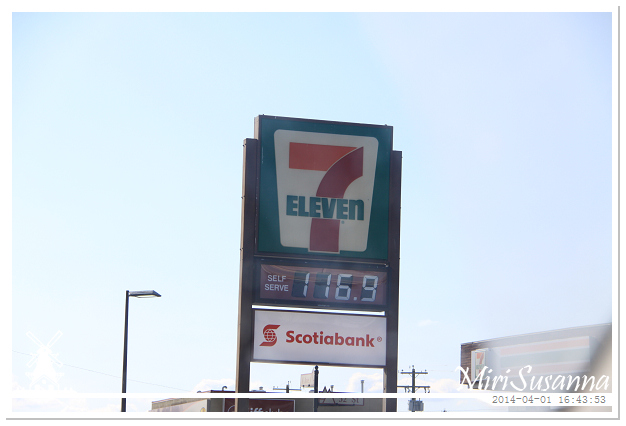 7
ELEVEn
SELF
SERVE
116.9
Scotiabank®
MiriSusanna
2014-04-01 16:43:53